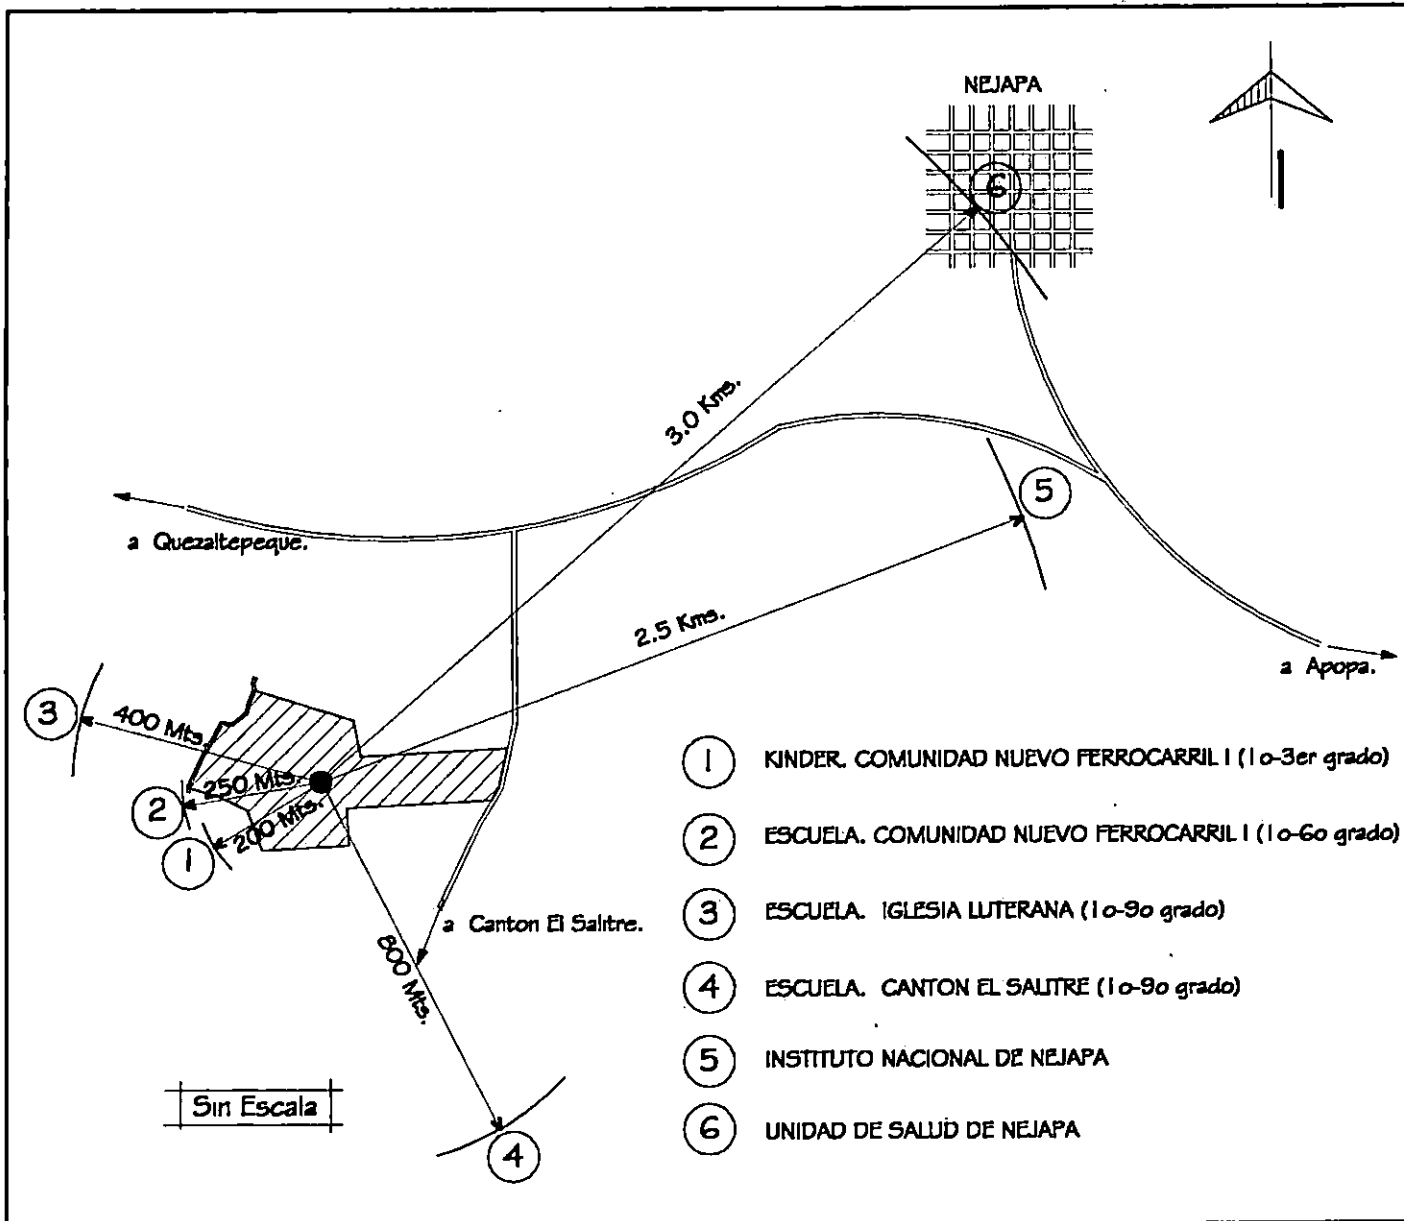 NEJAPA
6
3.0 Kms.
5
a Quezaltepeque.
2.5 Kms.
a Apopa.
3
400 Mts.
250 Mts.
2
200 Mts.
1
a Canton El Salitre.
800 Mts.
4
Sin Escala
1 KINDER. COMUNIDAD NUEVO FERROCARRIL I (1o-3er grado)
2 ESCUELA. COMUNIDAD NUEVO FERROCARRIL I (1o-6o grado)
3 ESCUELA. IGLESIA LUTERANA (1o-9o grado)
4 ESCUELA. CANTON EL SALITRE (1o-9o grado)
5 INSTITUTO NACIONAL DE NEJAPA
6 UNIDAD DE SALUD DE NEJAPA